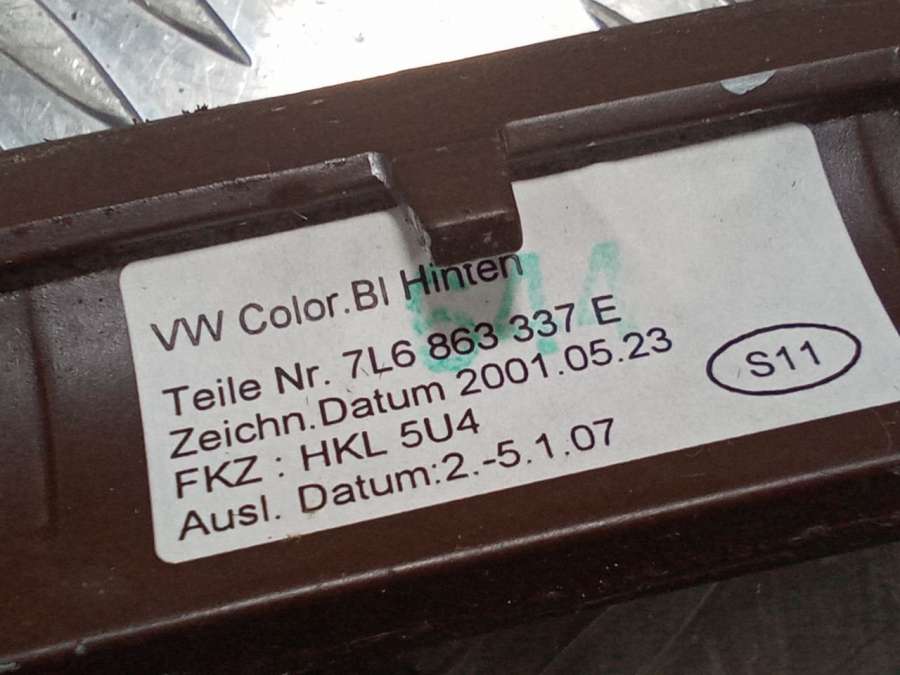 VW Color.Bl Hinten
Teile Nr. 7L6 863 337 E
Zeichn.Datum 2001.05.23
FKZ : HKL 5U4
Ausl. Datum:2.-5.1.07
S11